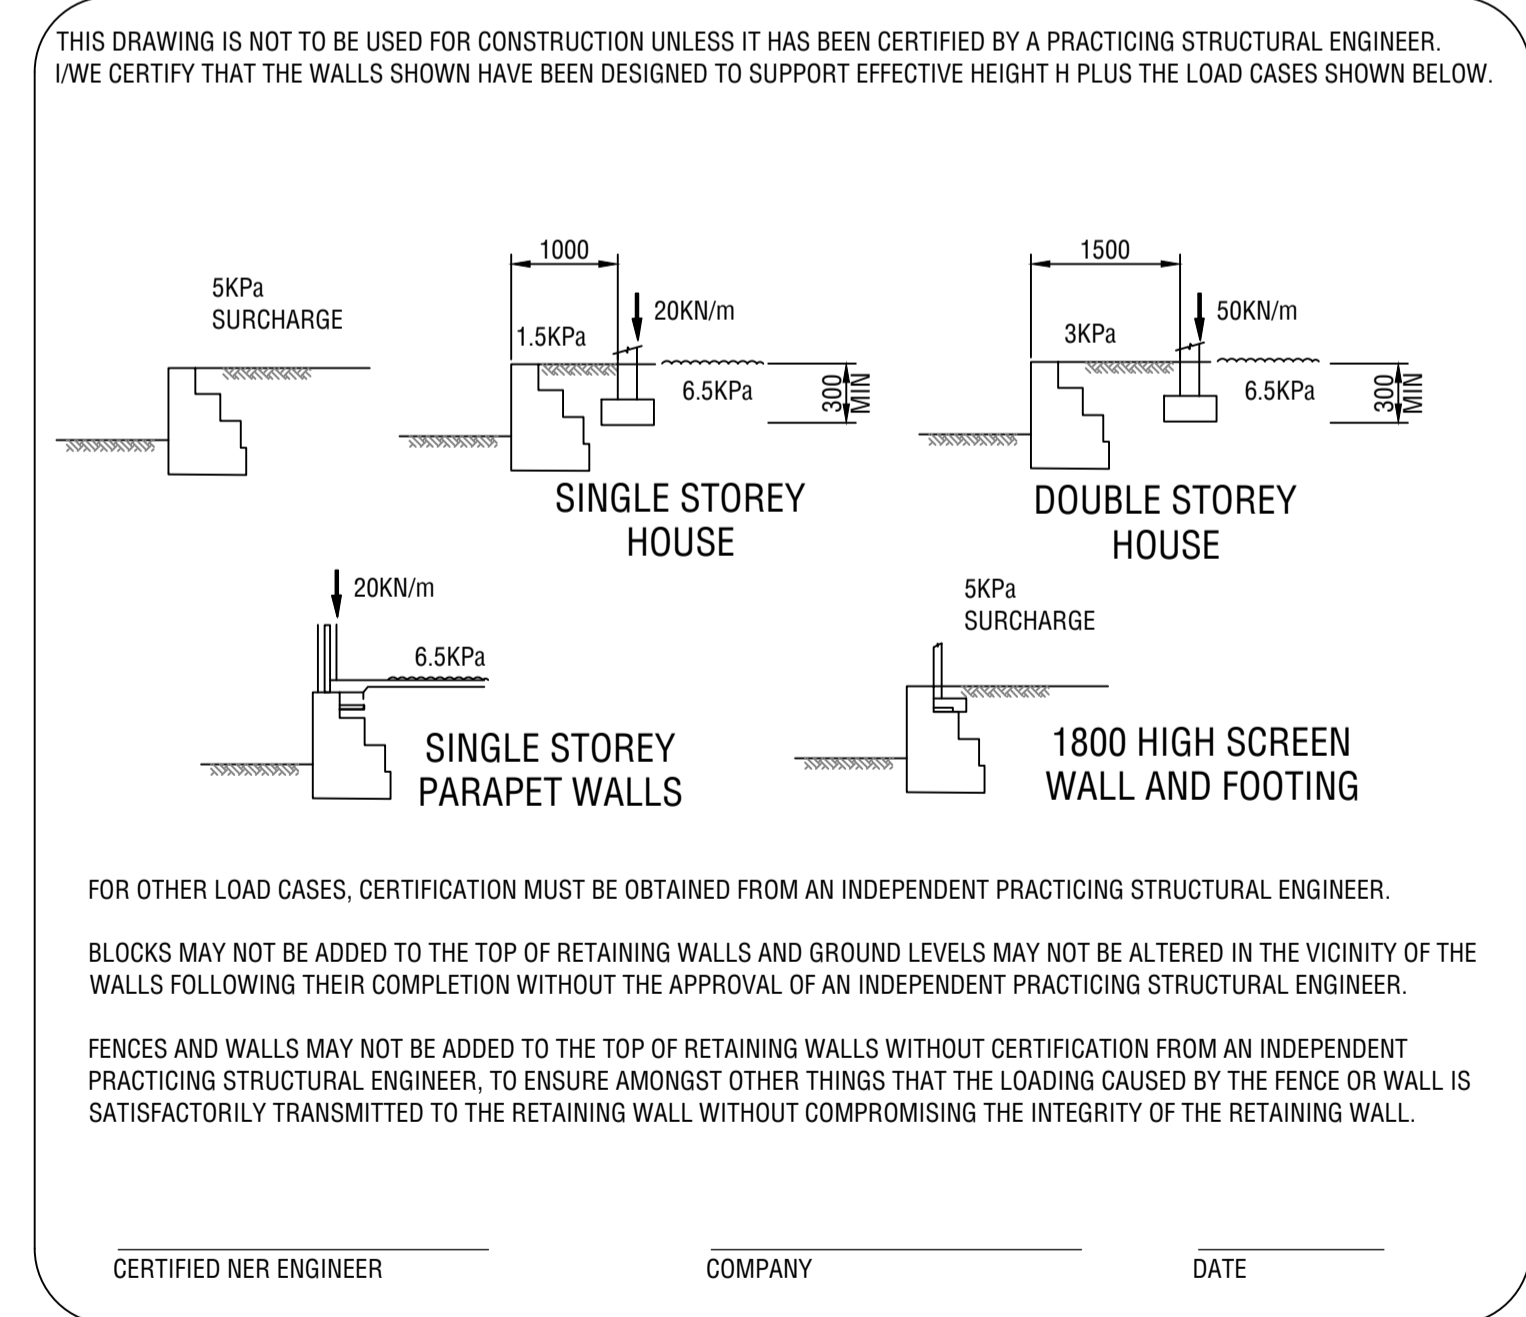 THIS DRAWING IS NOT TO BE USED FOR CONSTRUCTION UNLESS IT HAS BEEN CERTIFIED BY A PRACTICING STRUCTURAL ENGINEER.
I/WE CERTIFY THAT THE WALLS SHOWN HAVE BEEN DESIGNED TO SUPPORT EFFECTIVE HEIGHT H PLUS THE LOAD CASES SHOWN BELOW.
5KPa
SURCHARGE
1000
20KN/m
1.5KPa
6.5KPa
300
MIN
SINGLE STOREY
HOUSE
1500
50KN/m
3KPa
6.5KPa
300
MIN
DOUBLE STOREY
HOUSE
20KN/m
6.5KPa
SINGLE STOREY
PARAPET WALLS
5KPa
SURCHARGE
1800 HIGH SCREEN
WALL AND FOOTING
FOR OTHER LOAD CASES, CERTIFICATION MUST BE OBTAINED FROM AN INDEPENDENT PRACTICING STRUCTURAL ENGINEER.
BLOCKS MAY NOT BE ADDED TO THE TOP OF RETAINING WALLS AND GROUND LEVELS MAY NOT BE ALTERED IN THE VICINITY OF THE
WALLS FOLLOWING THEIR COMPLETION WITHOUT THE APPROVAL OF AN INDEPENDENT PRACTICING STRUCTURAL ENGINEER.
FENCES AND WALLS MAY NOT BE ADDED TO THE TOP OF RETAINING WALLS WITHOUT CERTIFICATION FROM AN INDEPENDENT
PRACTICING STRUCTURAL ENGINEER, TO ENSURE AMONGST OTHER THINGS THAT THE LOADING CAUSED BY THE FENCE OR WALL IS
SATISFACTORILY TRANSMITTED TO THE RETAINING WALL WITHOUT COMPROMISING THE INTEGRITY OF THE RETAINING WALL.
CERTIFIED NER ENGINEER
COMPANY
DATE